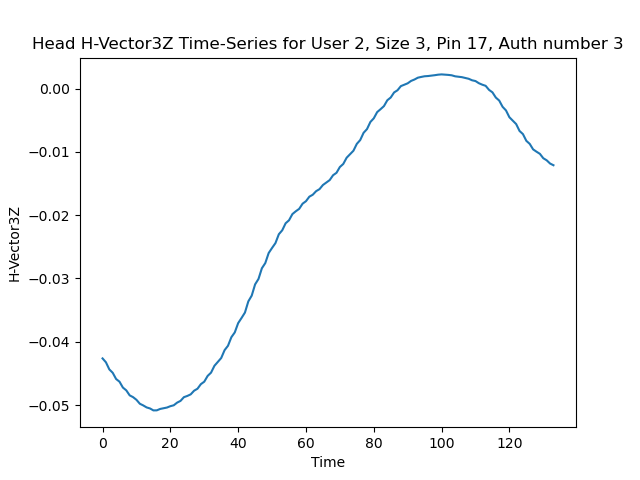 Head H-Vector3Z Time-Series for User 2, Size 3, Pin 17, Auth number 3
0.00
−0.01
−0.02
−0.03
−0.04
−0.05
H-Vector3Z
0 20 40 60 80 100 120
Time